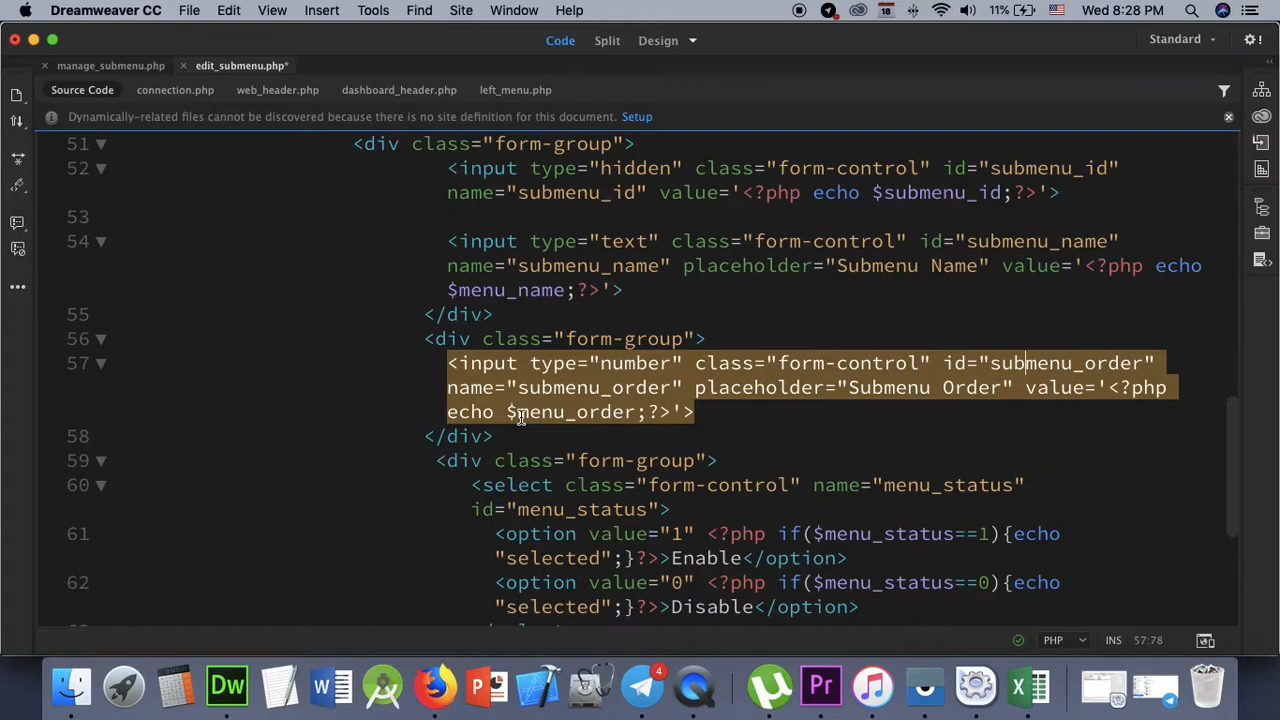 Dreamweaver CC File Edit View Insert Tools Find Site Window Help 18 11% Wed 8:28 PM
Code Split Design Standard
manage_submenu.php edit_submenu.php*
Source Code connection.php web_header.php dashboard_header.php left_menu.php
Dynamically-related files cannot be discovered because there is no site definition for this document. Setup
51 <div class="form-group">
52 <input type="hidden" class="form-control" id="submenu_id"
name="submenu_id" value='<?php echo $submenu_id;?>'>
53
54 <input type="text" class="form-control" id="submenu_name"
name="submenu_name" placeholder="Submenu Name" value='<?php echo
$menu_name;?>'>
55 </div>
56 <div class="form-group">
57 <input type="number" class="form-control" id="submenu_order"
name="submenu_order" placeholder="Submenu Order" value='<?php
echo $menu_order;?>'>
58 </div>
59 <div class="form-group">
60 <select class="form-control" name="menu_status"
id="menu_status">
61 <option value="1" <?php if($menu_status==1){echo
"selected";}?>>Enable</option>
62 <option value="0" <?php if($menu_status==0){echo
"selected";}?>>Disable</option>
PHP INS 57:78
Dw W P 4 Pr X